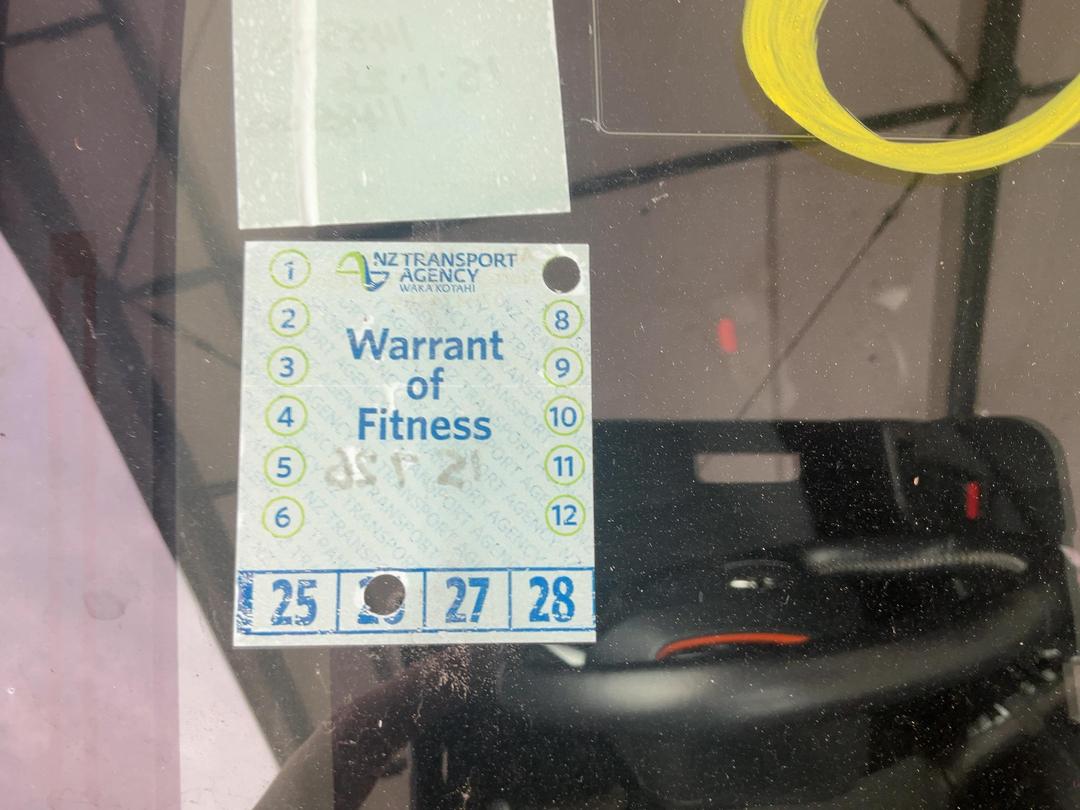 1
NZ TRANSPORT
AGENCY
WAKA KOTAHI
2
8
Warrant
of
Fitness
3
9
4
10
5
11
15 7 26
6
12
25
27
28